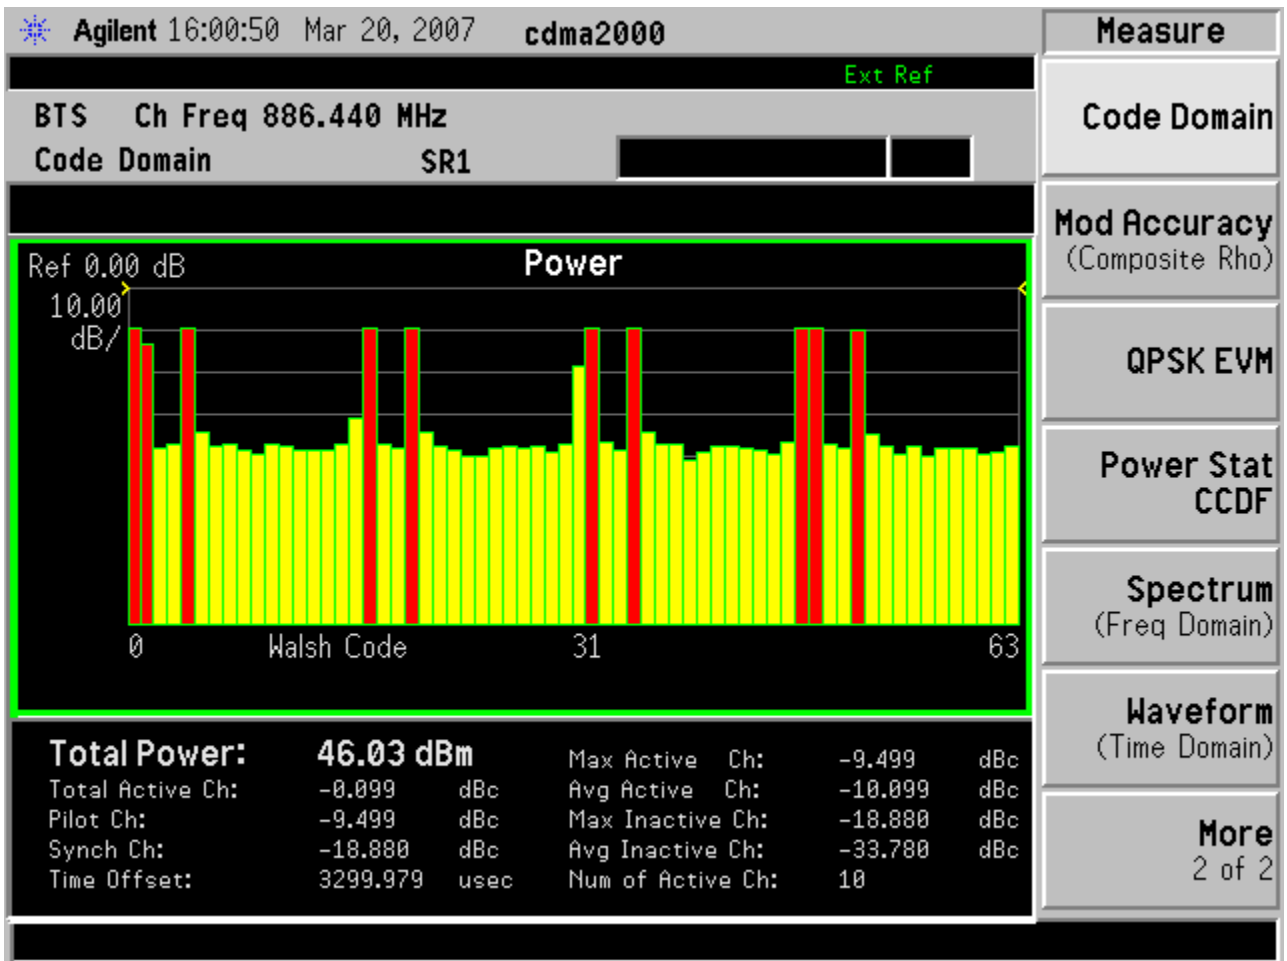 Agilent 16:00:50 Mar 20, 2007 cdma2000
Measure
Ext Ref
BTS Ch Freq 886.440 MHz
Code Domain SR1
Code Domain
Mod Accuracy
(Composite Rho)
QPSK EVM
Power Stat
CCDF
Spectrum
(Freq Domain)
Waveform
(Time Domain)
More
2 of 2
Ref 0.00 dB Power
10.00
dB/
0 Walsh Code 31 63
Total Power: 46.03 dBm
Total Active Ch: -0.099 dBc
Pilot Ch: -9.499 dBc
Synch Ch: -18.880 dBc
Time Offset: 3299.979 usec
Max Active Ch: -9.499 dBc
Avg Active Ch: -10.099 dBc
Max Inactive Ch: -18.880 dBc
Avg Inactive Ch: -33.780 dBc
Num of Active Ch: 10